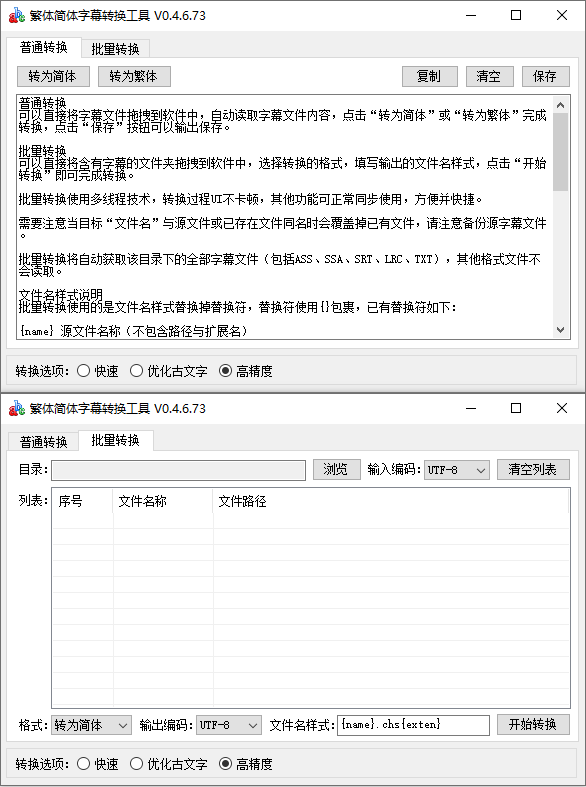 繁体简体字幕转换工具 V0.4.6.73
普通转换 批量转换
转为简体 转为繁体 复制 清空 保存
普通转换
可以直接将字幕文件拖拽到软件中，自动读取字幕文件内容，点击“转为简体”或“转为繁体”完成
转换，点击“保存”按钮可以输出保存。
批量转换
可以直接将含有字幕的文件夹拖拽到软件中，选择转换的格式，填写输出的文件名样式，点击“开始
转换”即可完成转换。
批量转换使用多线程技术，转换过程UI不卡顿，其他功能可正常同步使用，方便并快捷。
需要注意当目标“文件名”与源文件或已存在文件同名时会覆盖掉已有文件，请注意备份源字幕文件
。
批量转换将自动获取该目录下的全部字幕文件（包括ASS、SSA、SRT、LRC、TXT），其他格式文件不
会读取。
文件名样式说明
批量转换使用的是文件名样式替换掉替换符，替换符使用{}包裹，已有替换符如下：
{name} 源文件名称（不包含路径与扩展名）
转换选项： 快速 优化古文字 高精度
繁体简体字幕转换工具 V0.4.6.73
普通转换 批量转换
目录： 浏览 输入编码： UTF-8 清空列表
列表： 序号 文件名称 文件路径
格式： 转为简体 输出编码： UTF-8 文件名样式： {name}.chs{exten} 开始转换
转换选项： 快速 优化古文字 高精度